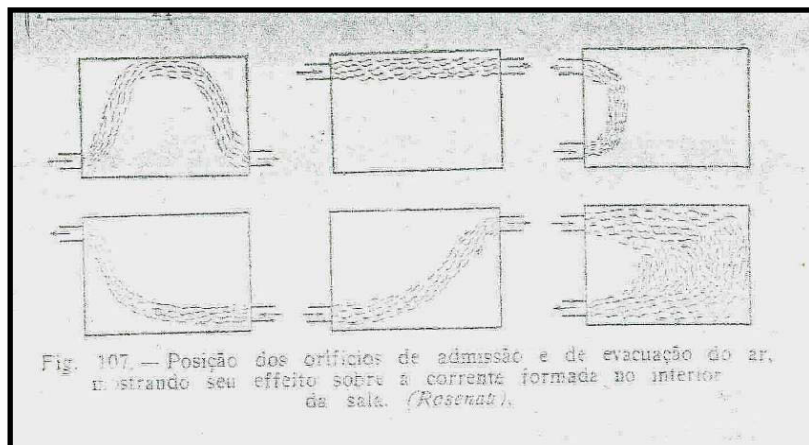 Fig. 107. — Posição dos orifícios de admissão e de evacuação do ar,
mostrando seu effeito sobre a corrente formada no interior
da sala. (Rosenau).